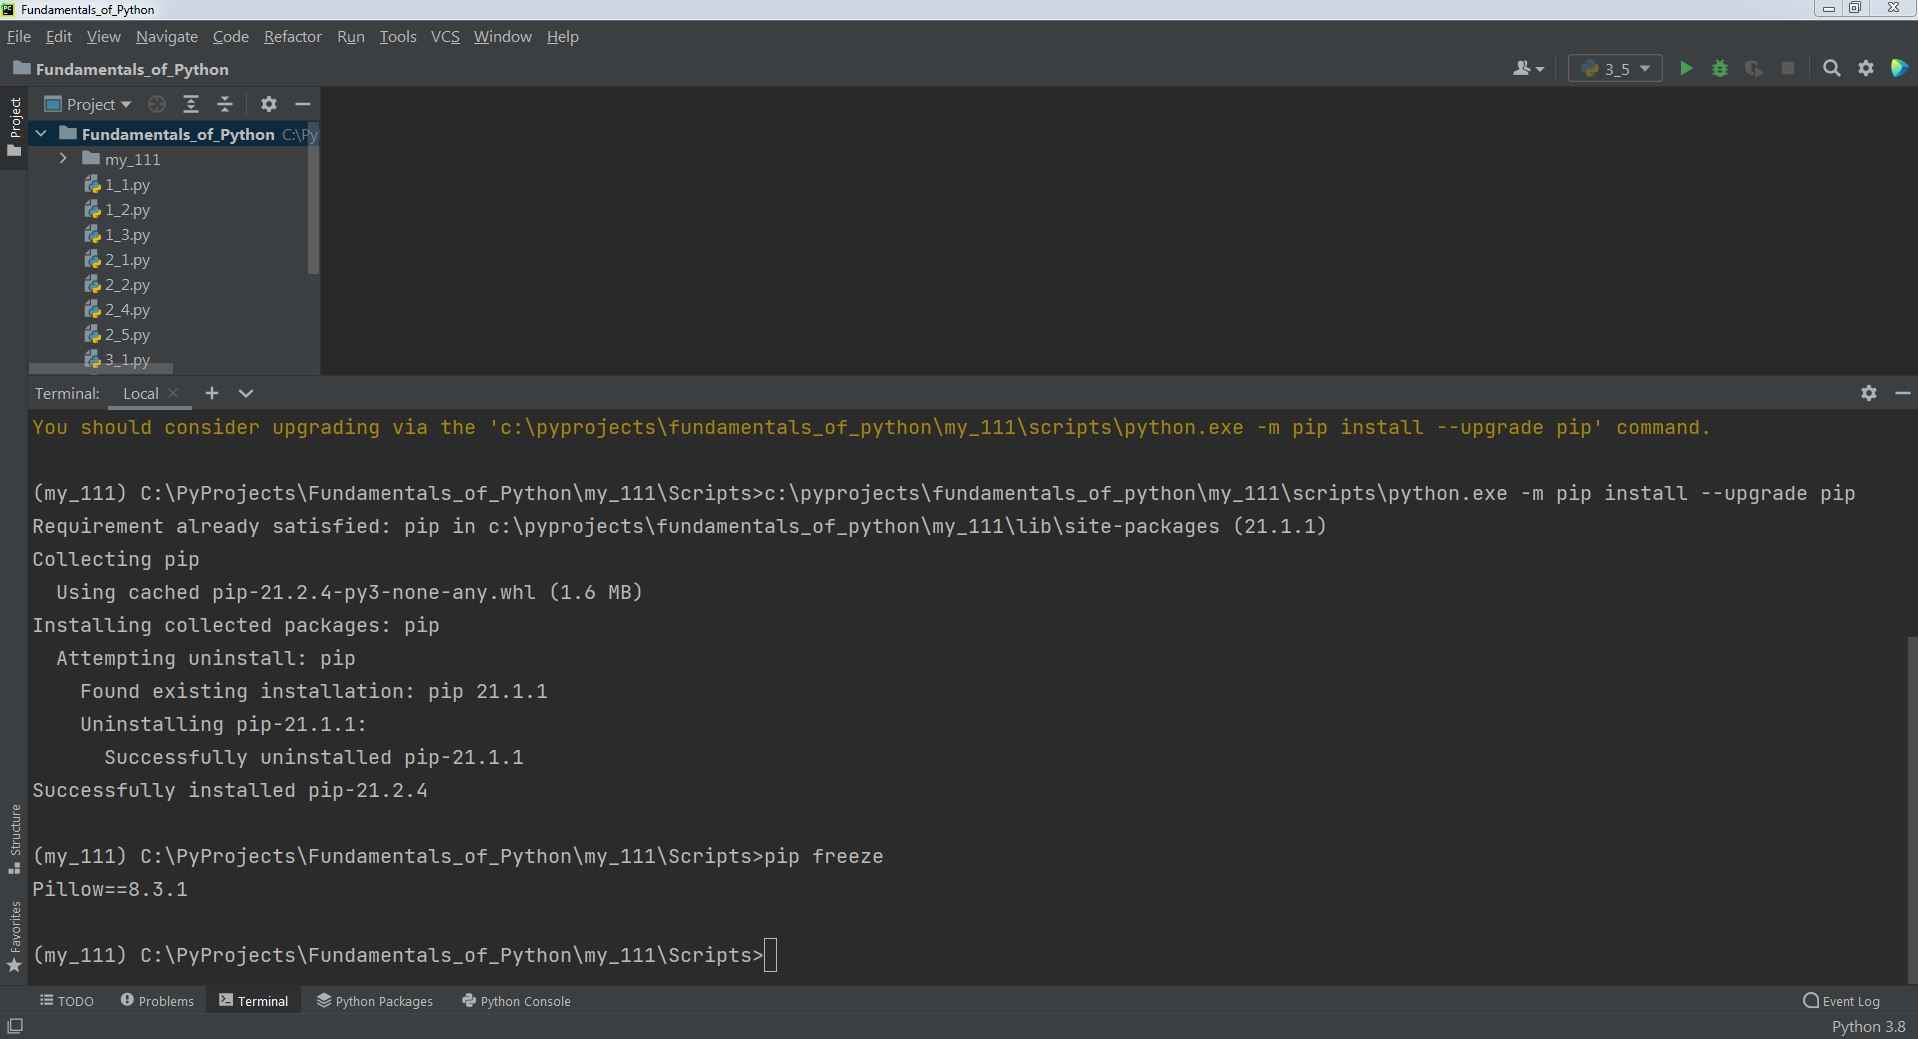 Fundamentals_of_Python
File Edit View Navigate Code Refactor Run Tools VCS Window Help
Fundamentals_of_Python
3_5
Project
Project
Fundamentals_of_Python C:\Py
my_111
1_1.py
1_2.py
1_3.py
2_1.py
2_2.py
2_4.py
2_5.py
3_1.py
Terminal: Local
You should consider upgrading via the 'c:\pyprojects\fundamentals_of_python\my_111\scripts\python.exe -m pip install --upgrade pip' command.
(my_111) C:\PyProjects\Fundamentals_of_Python\my_111\Scripts>c:\pyprojects\fundamentals_of_python\my_111\scripts\python.exe -m pip install --upgrade pip
Requirement already satisfied: pip in c:\pyprojects\fundamentals_of_python\my_111\lib\site-packages (21.1.1)
Collecting pip
Using cached pip-21.2.4-py3-none-any.whl (1.6 MB)
Installing collected packages: pip
Attempting uninstall: pip
Found existing installation: pip 21.1.1
Uninstalling pip-21.1.1:
Successfully uninstalled pip-21.1.1
Successfully installed pip-21.2.4
(my_111) C:\PyProjects\Fundamentals_of_Python\my_111\Scripts>pip freeze
Pillow==8.3.1
(my_111) C:\PyProjects\Fundamentals_of_Python\my_111\Scripts>
Structure
Favorites
TODO Problems Terminal Python Packages Python Console Event Log
Python 3.8